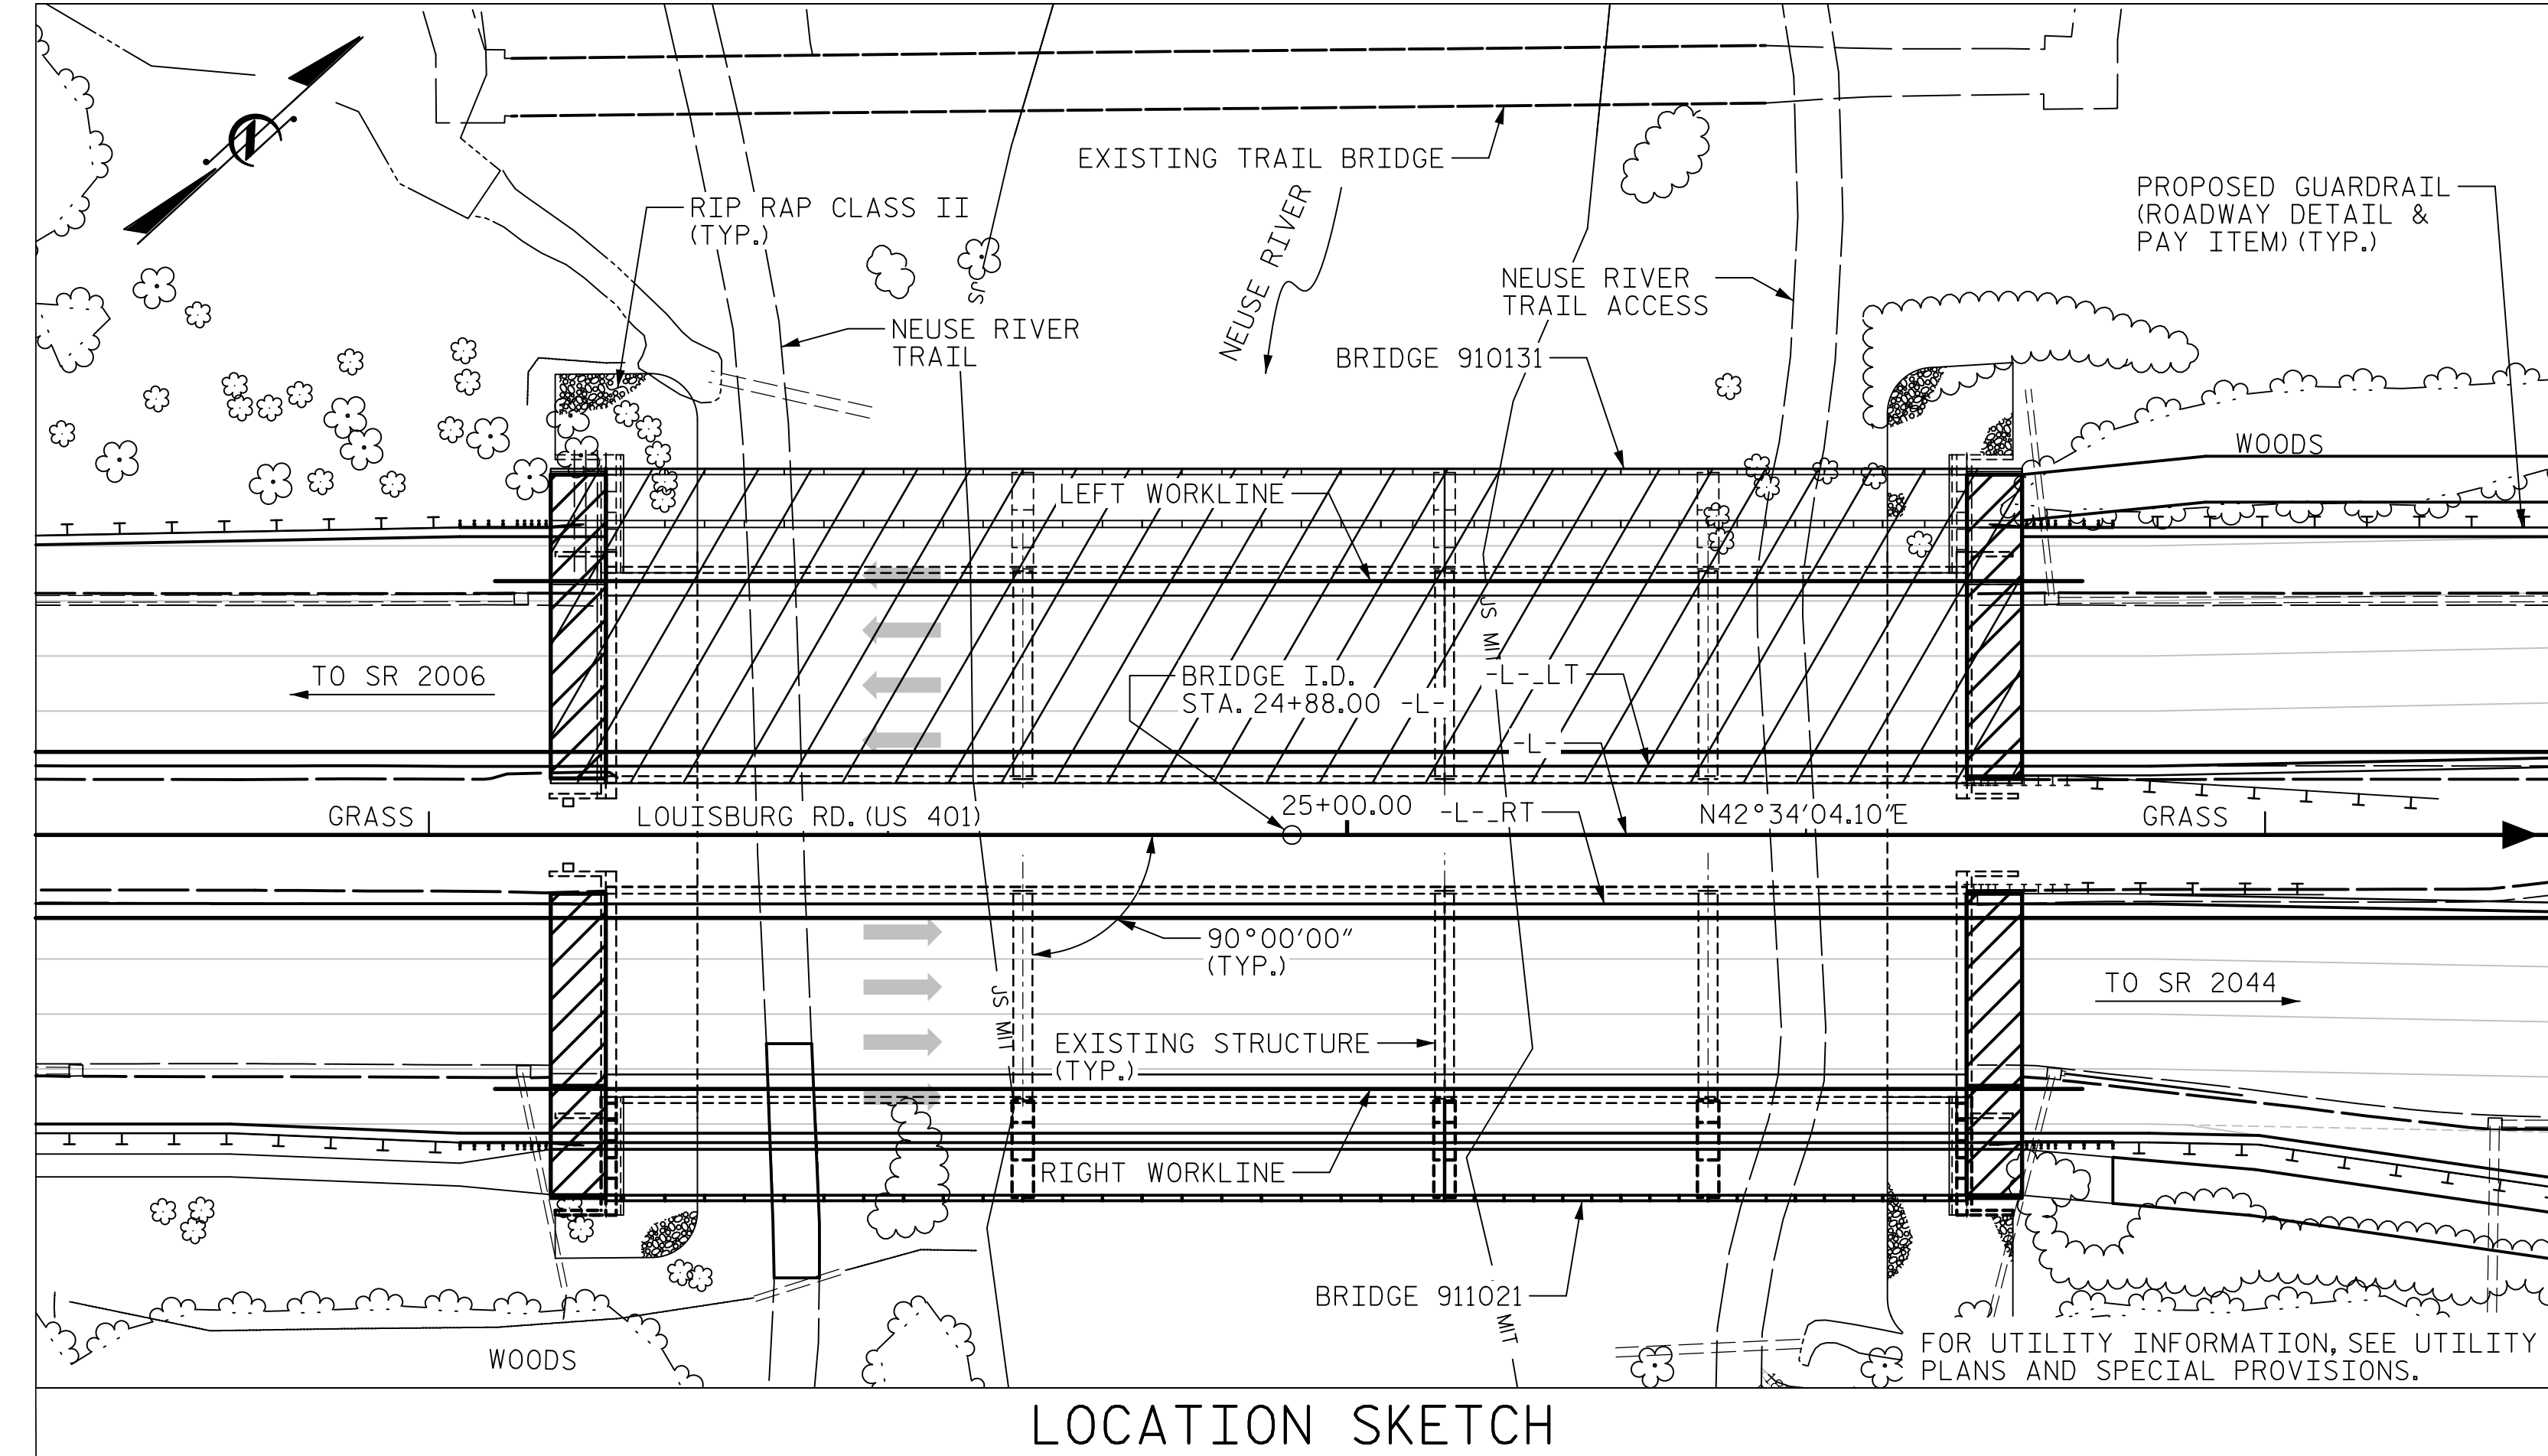 EXISTING TRAIL BRIDGE
PROPOSED GUARDRAIL
(ROADWAY DETAIL &
PAY ITEM) (TYP.)
RIP RAP CLASS II
(TYP.)
NEUSE RIVER
NEUSE RIVER
TRAIL ACCESS
JS
NEUSE RIVER
TRAIL
BRIDGE 910131
WOODS
LEFT WORKLINE
JS MIT
TO SR 2006
BRIDGE I.D.
STA. 24+88.00 -L-
-L-_LT
-L-
GRASS
LOUISBURG RD. (US 401)
25+00.00
-L-_RT
N42°34'04.10"E
GRASS
90°00'00"
(TYP.)
TO SR 2044
JS MIT
EXISTING STRUCTURE
(TYP.)
RIGHT WORKLINE
BRIDGE 911021
MIT
WOODS
FOR UTILITY INFORMATION, SEE UTILITY
PLANS AND SPECIAL PROVISIONS.
LOCATION SKETCH